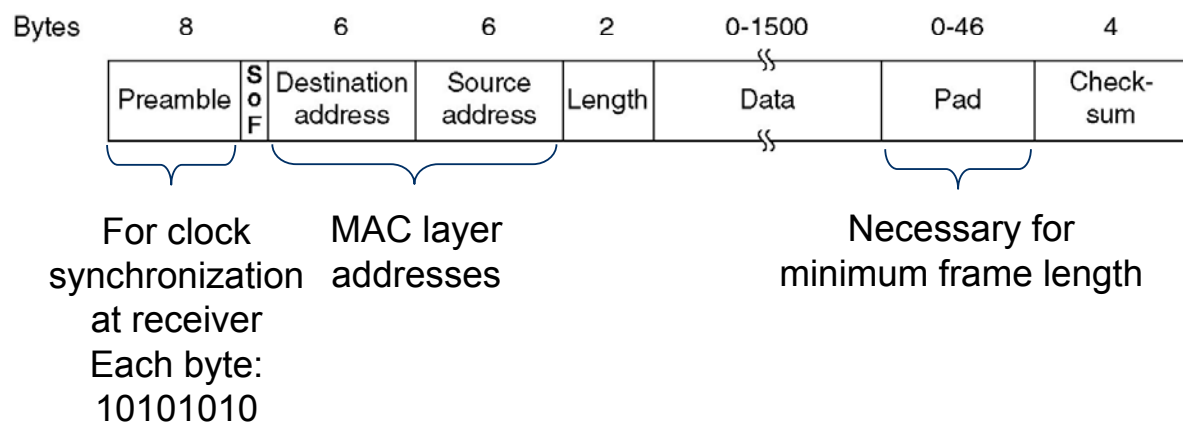 Bytes 8 6 6 2 0-1500 0-46 4
Preamble SoF Destination address Source address Length Data Pad Check-sum
For clock synchronization at receiver
Each byte:
10101010
MAC layer addresses
Necessary for minimum frame length